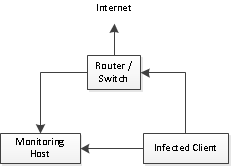 Internet
Router /
Switch
Monitoring
Host
Infected Client